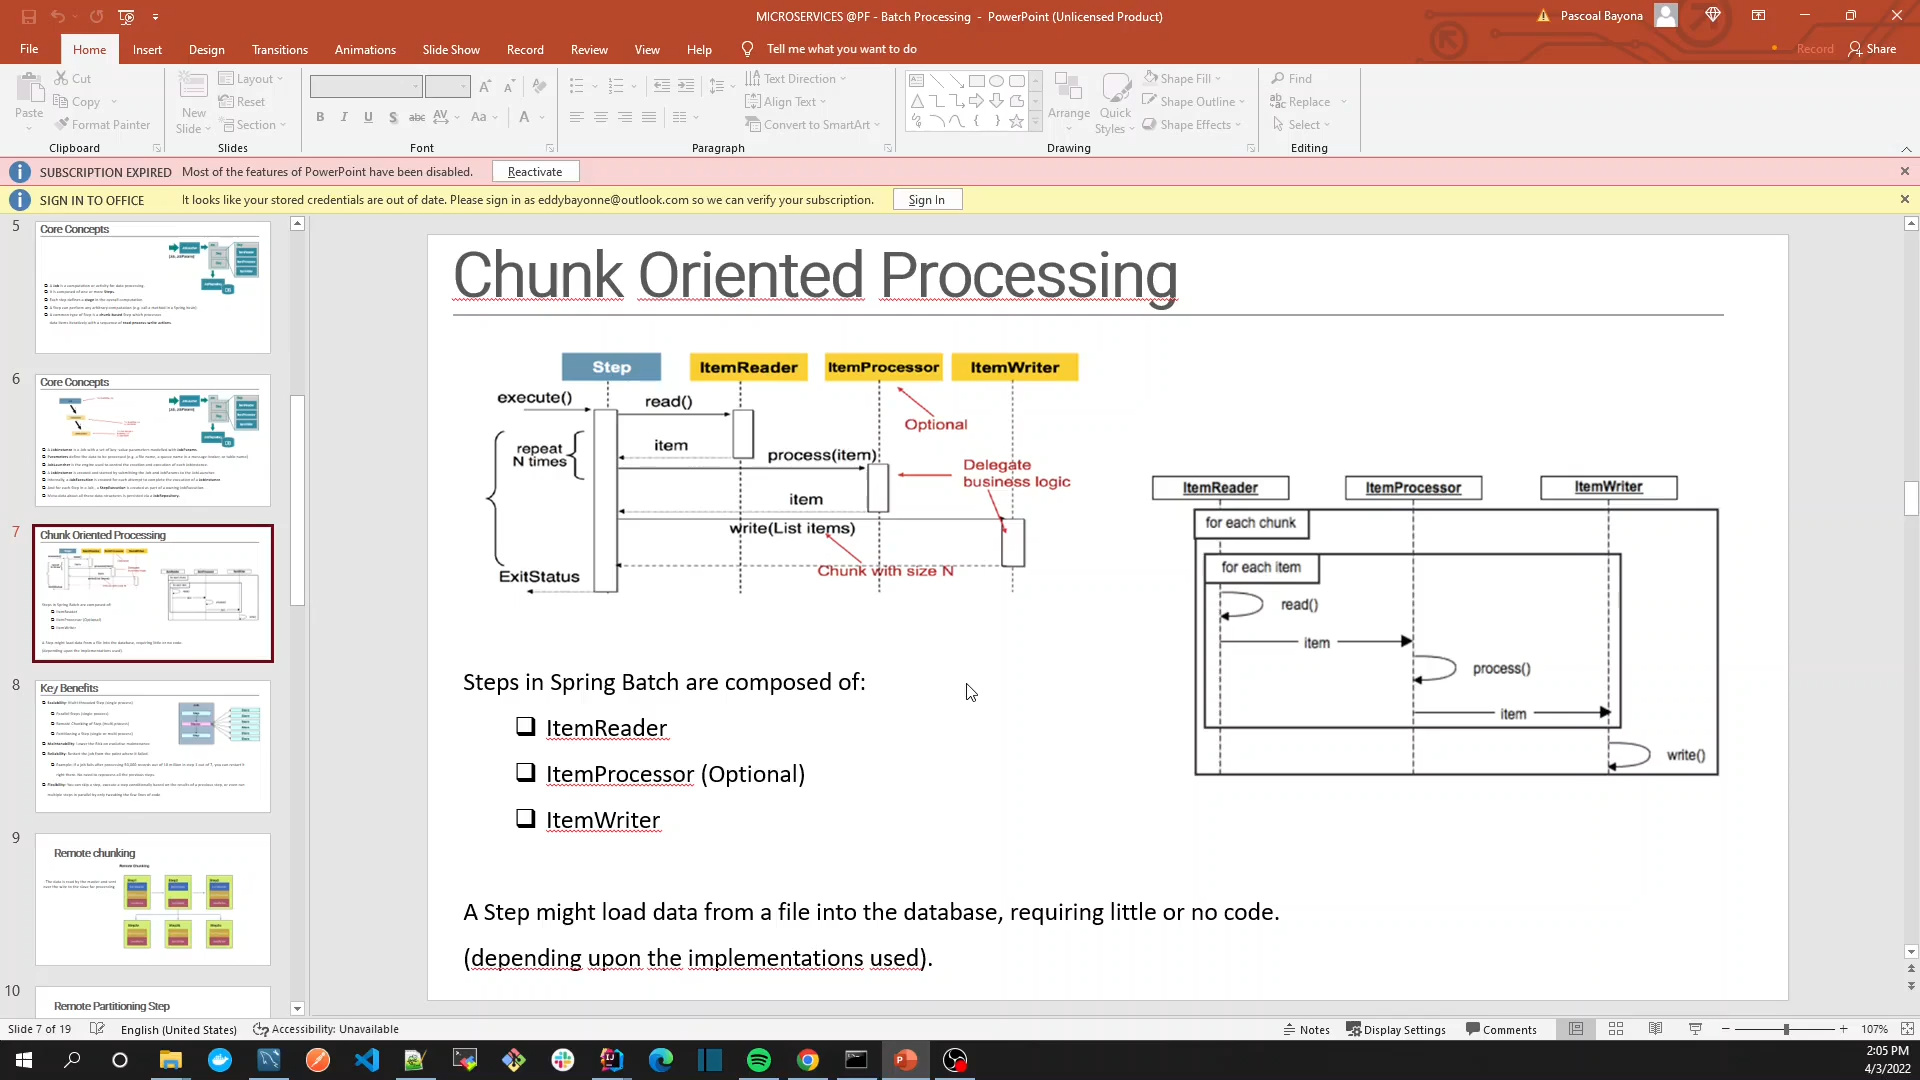 MICROSERVICES @PF - Batch Processing - PowerPoint (Unlicensed Product)
Pascoal Bayona
File Home Insert Design Transitions Animations Slide Show Record Review View Help Tell me what you want to do
Record Share
Paste
Cut
Copy
Format Painter
Clipboard
New Slide
Layout
Reset
Section
Slides
Font
Text Direction
Align Text
Convert to SmartArt
Paragraph
Arrange
Quick Styles
Shape Fill
Shape Outline
Shape Effects
Drawing
Find
Replace
Select
Editing
SUBSCRIPTION EXPIRED Most of the features of PowerPoint have been disabled. Reactivate
SIGN IN TO OFFICE It looks like your stored credentials are out of date. Please sign in as eddybayonne@outlook.com so we can verify your subscription. Sign In
5
Core Concepts
6
Core Concepts
7
Chunk Oriented Processing
8
Key Benefits
9
Remote chunking
10
Remote Partitioning Step
Chunk Oriented Processing
Step ItemReader ItemProcessor ItemWriter
execute()
read()
Optional
repeat
N times
item
process(item)
Delegate
business logic
item
write(List items)
Chunk with size N
ExitStatus
ItemReader ItemProcessor ItemWriter
for each chunk
for each item
read()
item
process()
item
write()
Steps in Spring Batch are composed of:
ItemReader
ItemProcessor (Optional)
ItemWriter
A Step might load data from a file into the database, requiring little or no code.
(depending upon the implementations used).
Slide 7 of 19 English (United States) Accessibility: Unavailable
Notes Display Settings Comments 107%
2:05 PM
4/3/2022